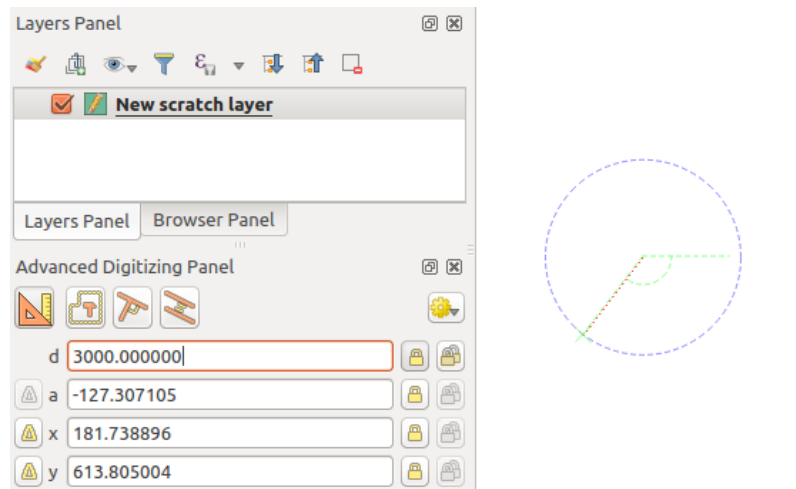 Layers Panel
New scratch layer
Layers Panel Browser Panel
Advanced Digitizing Panel
d 3000.000000
a -127.307105
x 181.738896
y 613.805004